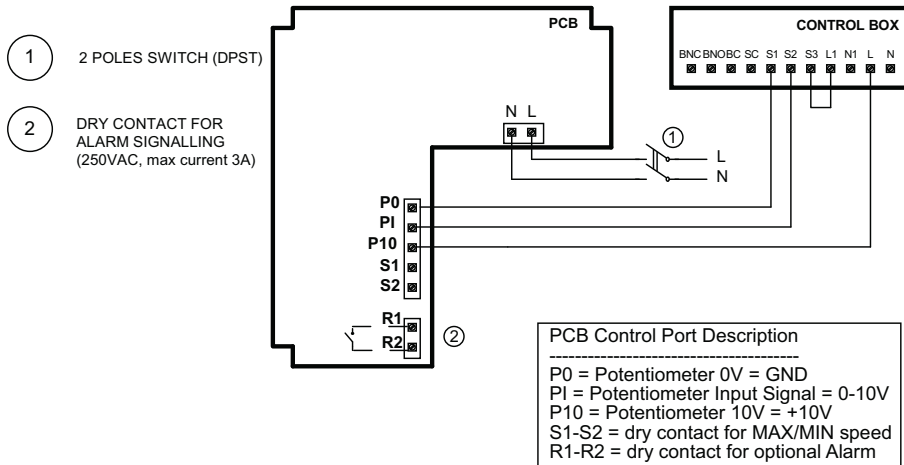 PCB
CONTROL BOX
BNC BNO BC SC S1 S2 S3 L1 N1 L N
1
2 POLES SWITCH (DPST)
2
DRY CONTACT FOR
ALARM SIGNALLING
(250VAC, max current 3A)
N L
1
L
N
P0
PI
P10
S1
S2
R1
R2
2
PCB Control Port Description
---------------------------------------
P0 = Potentiometer 0V = GND
PI = Potentiometer Input Signal = 0-10V
P10 = Potentiometer 10V = +10V
S1-S2 = dry contact for MAX/MIN speed
R1-R2 = dry contact for optional Alarm